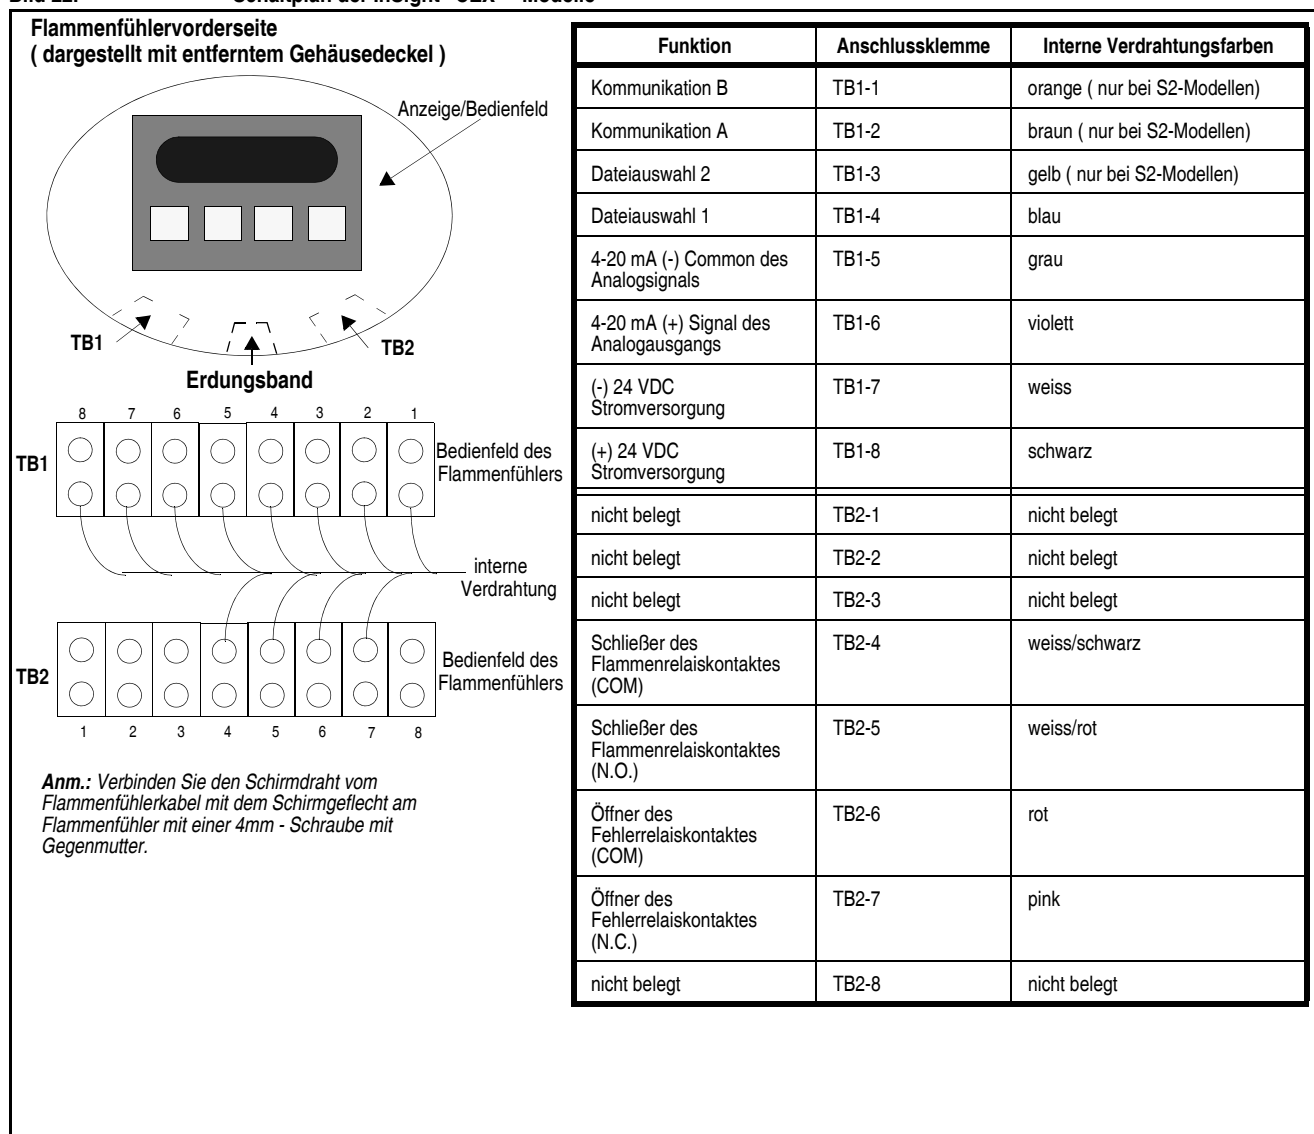 Flammenfühlervorderseite
( dargestellt mit entferntem Gehäusedeckel )
Anzeige/Bedienfeld
TB1
TB2
Erdungsband
8 7 6 5 4 3 2 1
TB1
Bedienfeld des
Flammenfühlers
interne
Verdrahtung
TB2
Bedienfeld des
Flammenfühlers
1 2 3 4 5 6 7 8
Anm.: Verbinden Sie den Schirmdraht vom
Flammenfühlerkabel mit dem Schirmgeflecht am
Flammenfühler mit einer 4mm - Schraube mit
Gegenmutter.
Funktion Anschlussklemme Interne Verdrahtungsfarben
Kommunikation B TB1-1 orange ( nur bei S2-Modellen)
Kommunikation A TB1-2 braun ( nur bei S2-Modellen)
Dateiauswahl 2 TB1-3 gelb ( nur bei S2-Modellen)
Dateiauswahl 1 TB1-4 blau
4-20 mA (-) Common des TB1-5 grau
Analogsignals
4-20 mA (+) Signal des TB1-6 violett
Analogausgangs
(-) 24 VDC TB1-7 weiss
Stromversorgung
(+) 24 VDC TB1-8 schwarz
Stromversorgung
nicht belegt TB2-1 nicht belegt
nicht belegt TB2-2 nicht belegt
nicht belegt TB2-3 nicht belegt
Schließer des TB2-4 weiss/schwarz
Flammenrelaiskontaktes
(COM)
Schließer des TB2-5 weiss/rot
Flammenrelaiskontaktes
(N.O.)
Öffner des TB2-6 rot
Fehlerrelaiskontaktes
(COM)
Öffner des TB2-7 pink
Fehlerrelaiskontaktes
(N.C.)
nicht belegt TB2-8 nicht belegt